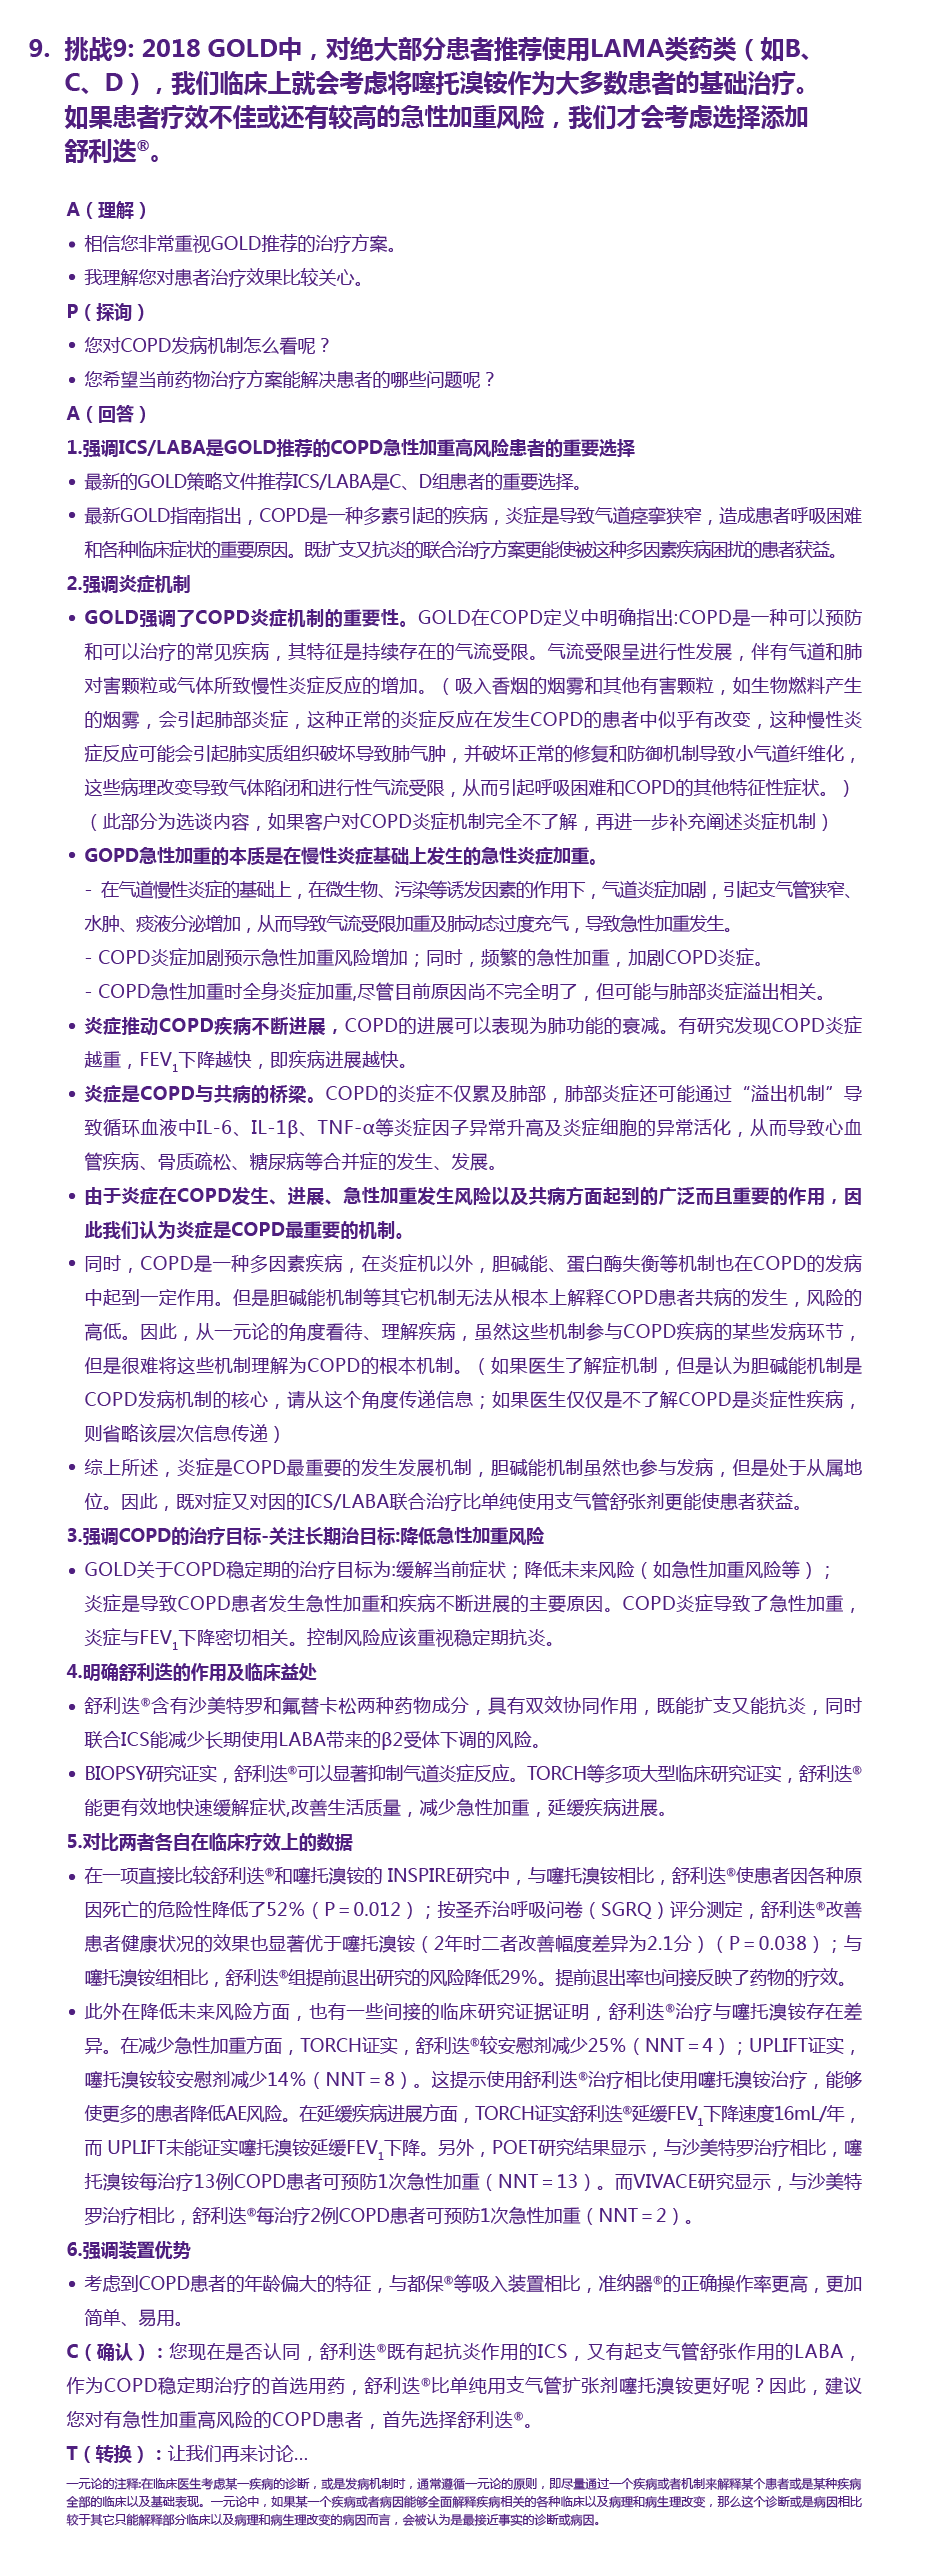 9. 挑战9: 2018 GOLD中，对绝大部分患者推荐使用LAMA类药类（如B、
C、D），我们临床上就会考虑将噻托溴铵作为大多数患者的基础治疗。
如果患者疗效不佳或还有较高的急性加重风险，我们才会考虑选择添加
舒利迭®。
A（理解）
• 相信您非常重视GOLD推荐的治疗方案。
• 我理解您对患者治疗效果比较关心。
P（探询）
• 您对COPD发病机制怎么看呢？
• 您希望当前药物治疗方案能解决患者的哪些问题呢？
A（回答）
1.强调ICS/LABA是GOLD推荐的COPD急性加重高风险患者的重要选择
• 最新的GOLD策略文件推荐ICS/LABA是C、D组患者的重要选择。
• 最新GOLD指南指出，COPD是一种多素引起的疾病，炎症是导致气道痉挛狭窄，造成患者呼吸困难
和各种临床症状的重要原因。既扩支又抗炎的联合治疗方案更能使被这种多因素疾病困扰的患者获益。
2.强调炎症机制
• GOLD强调了COPD炎症机制的重要性。GOLD在COPD定义中明确指出:COPD是一种可以预防
和可以治疗的常见疾病，其特征是持续存在的气流受限。气流受限呈进行性发展，伴有气道和肺
对害颗粒或气体所致慢性炎症反应的增加。（吸入香烟的烟雾和其他有害颗粒，如生物燃料产生
的烟雾，会引起肺部炎症，这种正常的炎症反应在发生COPD的患者中似乎有改变，这种慢性炎
症反应可能会引起肺实质组织破坏导致肺气肿，并破坏正常的修复和防御机制导致小气道纤维化，
这些病理改变导致气体陷闭和进行性气流受限，从而引起呼吸困难和COPD的其他特征性症状。）
（此部分为选谈内容，如果客户对COPD炎症机制完全不了解，再进一步补充阐述炎症机制）
• GOPD急性加重的本质是在慢性炎症基础上发生的急性炎症加重。
- 在气道慢性炎症的基础上，在微生物、污染等诱发因素的作用下，气道炎症加剧，引起支气管狭窄、
水肿、痰液分泌增加，从而导致气流受限加重及肺动态过度充气，导致急性加重发生。
- COPD炎症加剧预示急性加重风险增加；同时，频繁的急性加重，加剧COPD炎症。
- COPD急性加重时全身炎症加重,尽管目前原因尚不完全明了，但可能与肺部炎症溢出相关。
• 炎症推动COPD疾病不断进展，COPD的进展可以表现为肺功能的衰减。有研究发现COPD炎症
越重，FEV1下降越快，即疾病进展越快。
• 炎症是COPD与共病的桥梁。COPD的炎症不仅累及肺部，肺部炎症还可能通过“溢出机制”导
致循环血液中IL-6、IL-1β、TNF-α等炎症因子异常升高及炎症细胞的异常活化，从而导致心血
管疾病、骨质疏松、糖尿病等合并症的发生、发展。
• 由于炎症在COPD发生、进展、急性加重发生风险以及共病方面起到的广泛而且重要的作用，因
此我们认为炎症是COPD最重要的机制。
• 同时，COPD是一种多因素疾病，在炎症机以外，胆碱能、蛋白酶失衡等机制也在COPD的发病
中起到一定作用。但是胆碱能机制等其它机制无法从根本上解释COPD患者共病的发生，风险的
高低。因此，从一元论的角度看待、理解疾病，虽然这些机制参与COPD疾病的某些发病环节，
但是很难将这些机制理解为COPD的根本机制。（如果医生了解症机制，但是认为胆碱能机制是
COPD发病机制的核心，请从这个角度传递信息；如果医生仅仅是不了解COPD是炎症性疾病，
则省略该层次信息传递）
• 综上所述，炎症是COPD最重要的发生发展机制，胆碱能机制虽然也参与发病，但是处于从属地
位。因此，既对症又对因的ICS/LABA联合治疗比单纯使用支气管舒张剂更能使患者获益。
3.强调COPD的治疗目标-关注长期治目标:降低急性加重风险
• GOLD关于COPD稳定期的治疗目标为:缓解当前症状；降低未来风险（如急性加重风险等）；
炎症是导致COPD患者发生急性加重和疾病不断进展的主要原因。COPD炎症导致了急性加重，
炎症与FEV1下降密切相关。控制风险应该重视稳定期抗炎。
4.明确舒利迭的作用及临床益处
• 舒利迭®含有沙美特罗和氟替卡松两种药物成分，具有双效协同作用，既能扩支又能抗炎，同时
联合ICS能减少长期使用LABA带来的β2受体下调的风险。
• BIOPSY研究证实，舒利迭®可以显著抑制气道炎症反应。TORCH等多项大型临床研究证实，舒利迭®
能更有效地快速缓解症状,改善生活质量，减少急性加重，延缓疾病进展。
5.对比两者各自在临床疗效上的数据
• 在一项直接比较舒利迭®和噻托溴铵的 INSPIRE研究中，与噻托溴铵相比，舒利迭®使患者因各种原
因死亡的危险性降低了52%（P＝0.012）；按圣乔治呼吸问卷（SGRQ）评分测定，舒利迭®改善
患者健康状况的效果也显著优于噻托溴铵（2年时二者改善幅度差异为2.1分）（P＝0.038）；与
噻托溴铵组相比，舒利迭®组提前退出研究的风险降低29%。提前退出率也间接反映了药物的疗效。
• 此外在降低未来风险方面，也有一些间接的临床研究证据证明，舒利迭®治疗与噻托溴铵存在差
异。在减少急性加重方面，TORCH证实，舒利迭®较安慰剂减少25%（NNT＝4）；UPLIFT证实，
噻托溴铵较安慰剂减少14%（NNT＝8）。这提示使用舒利迭®治疗相比使用噻托溴铵治疗，能够
使更多的患者降低AE风险。在延缓疾病进展方面，TORCH证实舒利迭®延缓FEV1下降速度16mL/年，
而 UPLIFT未能证实噻托溴铵延缓FEV1下降。另外，POET研究结果显示，与沙美特罗治疗相比，噻
托溴铵每治疗13例COPD患者可预防1次急性加重（NNT＝13）。而VIVACE研究显示，与沙美特
罗治疗相比，舒利迭®每治疗2例COPD患者可预防1次急性加重（NNT＝2）。
6.强调装置优势
• 考虑到COPD患者的年龄偏大的特征，与都保®等吸入装置相比，准纳器®的正确操作率更高，更加
简单、易用。
C（确认）：您现在是否认同，舒利迭®既有起抗炎作用的ICS，又有起支气管舒张作用的LABA，
作为COPD稳定期治疗的首选用药，舒利迭®比单纯用支气管扩张剂噻托溴铵更好呢？因此，建议
您对有急性加重高风险的COPD患者，首先选择舒利迭®。
T（转换）：让我们再来讨论...
一元论的注释:在临床医生考虑某一疾病的诊断，或是发病机制时，通常遵循一元论的原则，即尽量通过一个疾病或者机制来解释某个患者或是某种疾病
全部的临床以及基础表现。一元论中，如果某一个疾病或者病因能够全面解释疾病相关的各种临床以及病理和病生理改变，那么这个诊断或是病因相比
较于其它只能解释部分临床以及病理和病生理改变的病因而言，会被认为是最接近事实的诊断或病因。